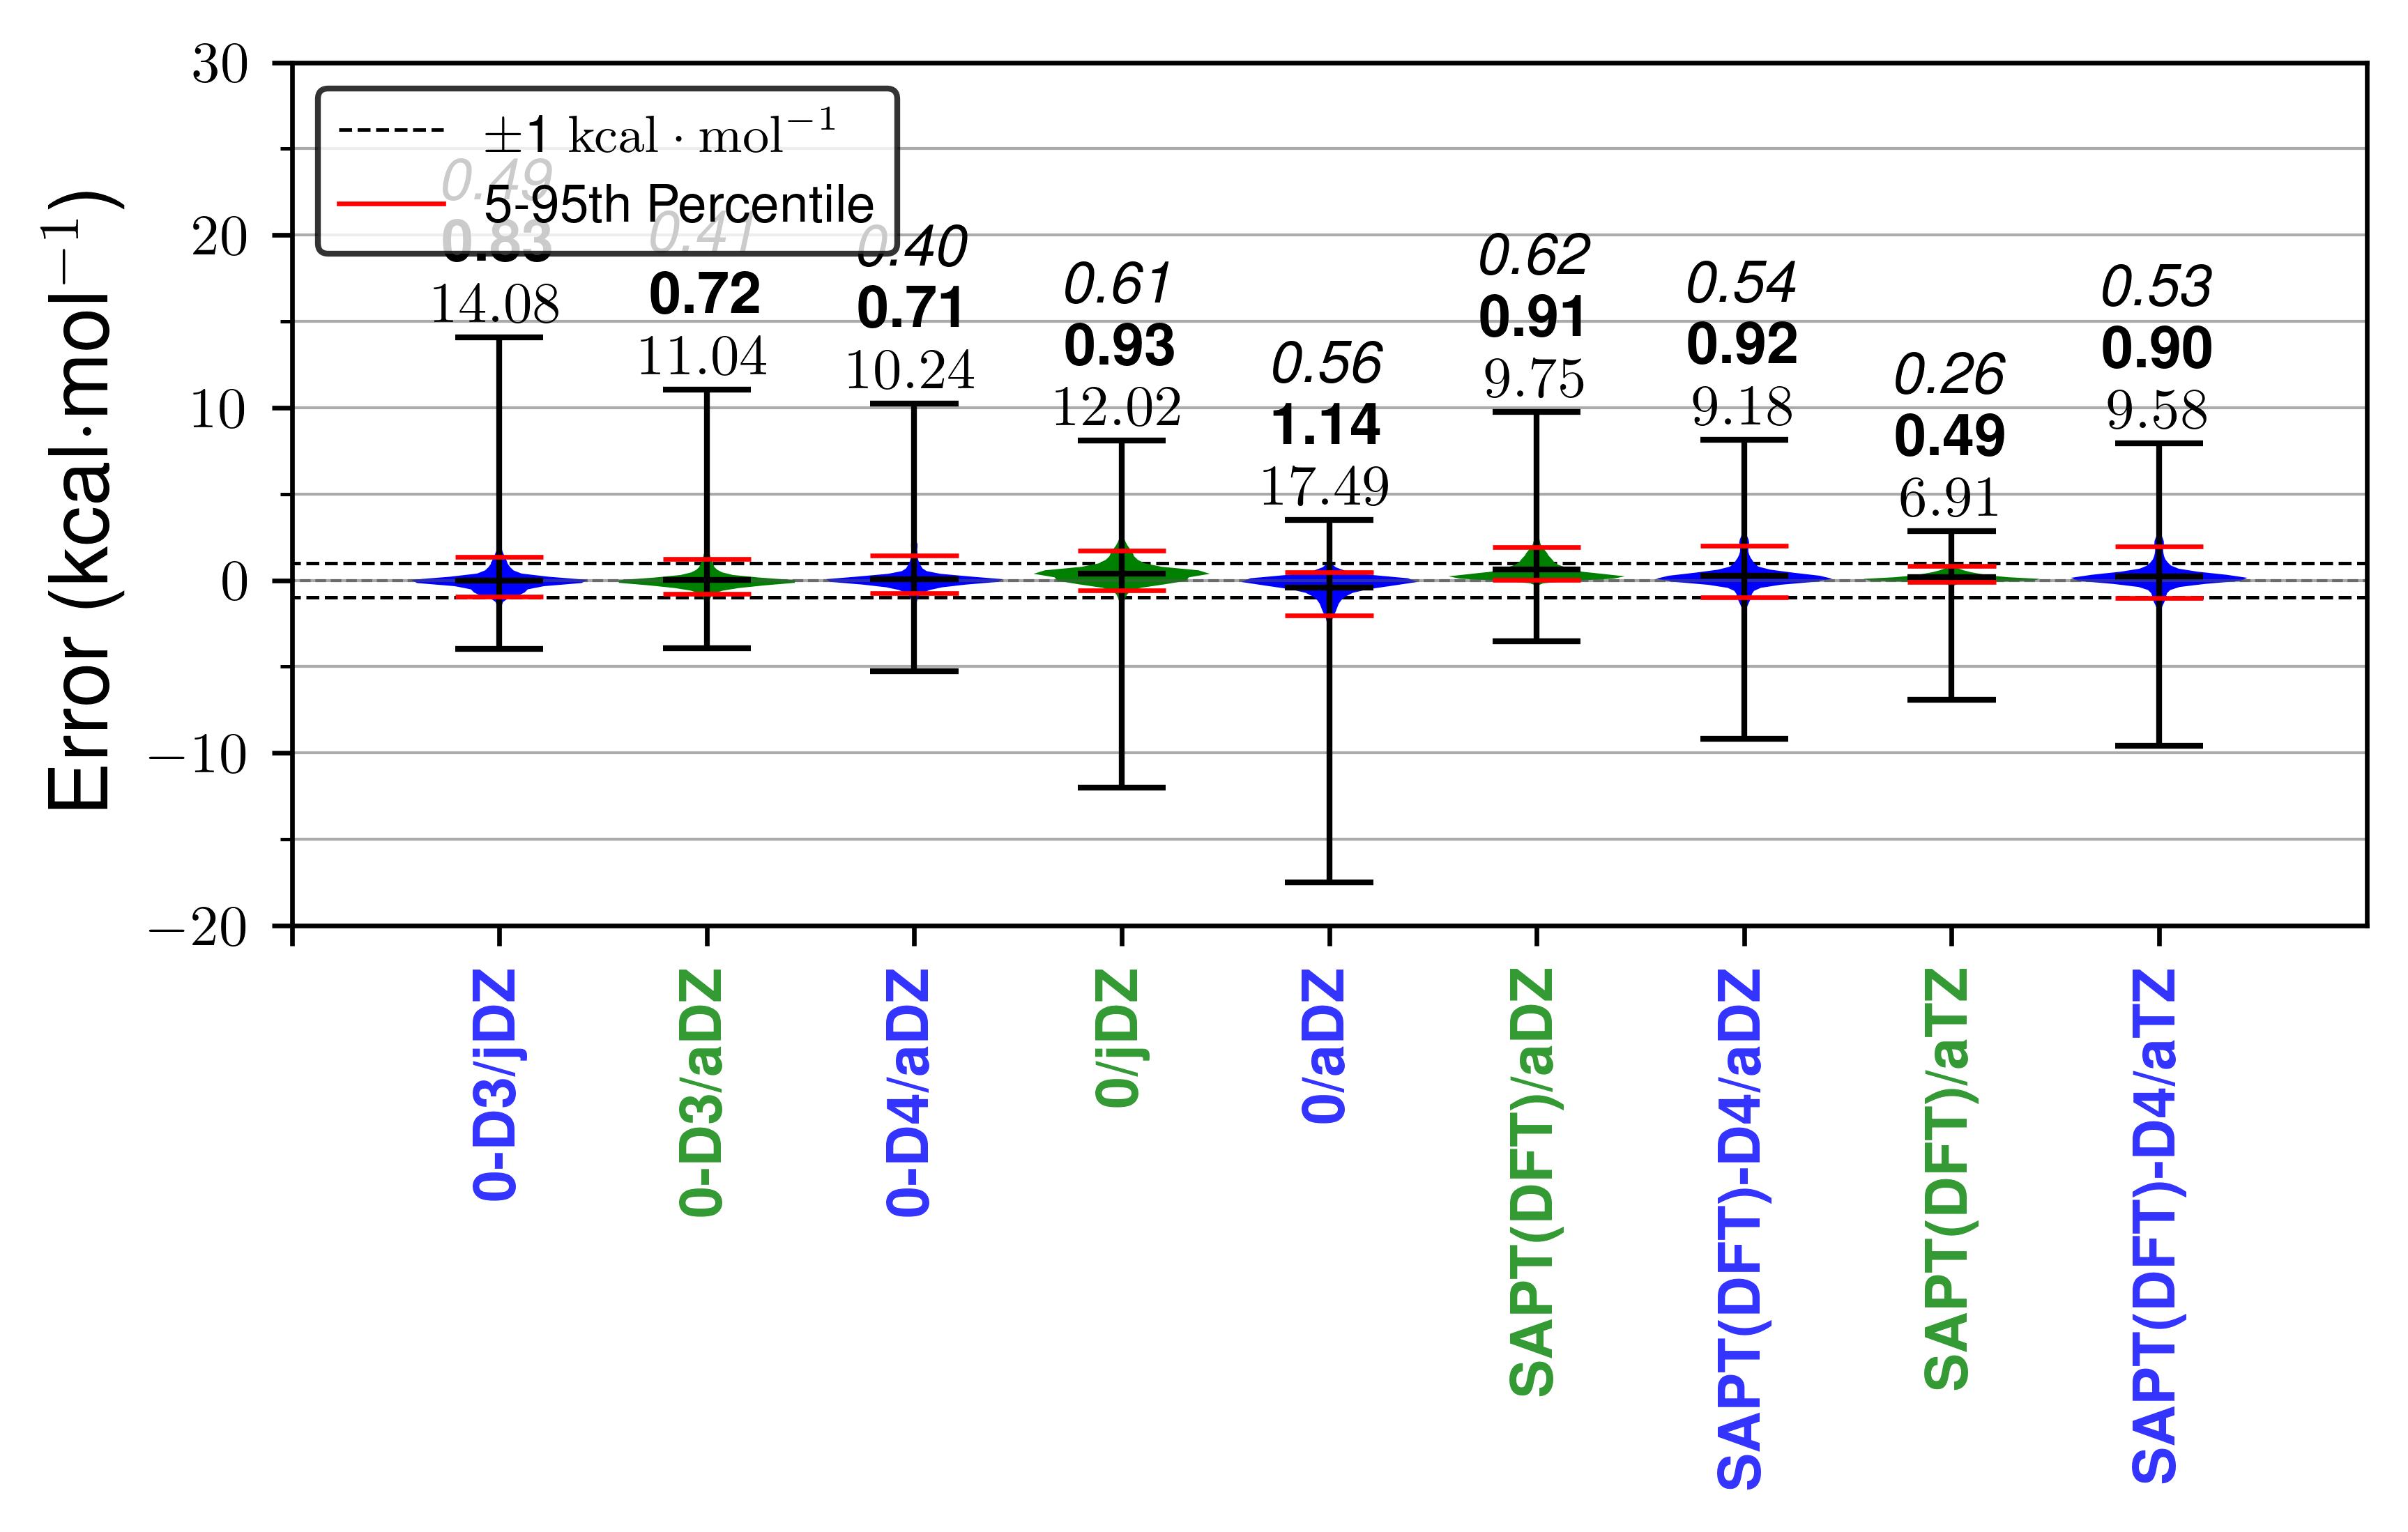 Error (kcal·mol−1)
30
20
10
0
−10
−20
±1 kcal · mol−1
5-95th Percentile
0.49
0.83
14.08
0.41
0.72
11.04
0.40
0.71
10.24
0.61
0.93
12.02
0.56
1.14
17.49
0.62
0.91
9.75
0.54
0.92
9.18
0.26
0.49
6.91
0.53
0.90
9.58
0-D3/jDZ
0-D3/aDZ
0-D4/aDZ
0/jDZ
0/aDZ
SAPT(DFT)/aDZ
SAPT(DFT)-D4/aDZ
SAPT(DFT)/aTZ
SAPT(DFT)-D4/aTZ